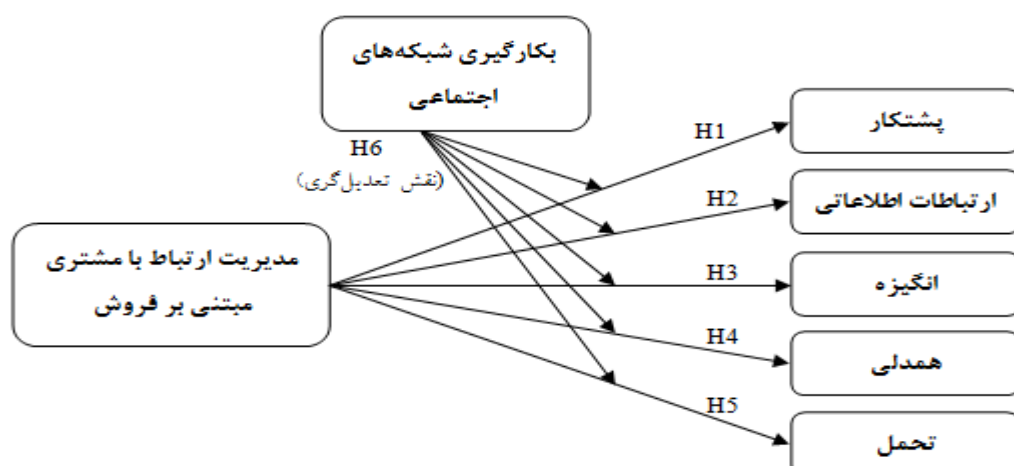 بکارگیری شبکه‌های
اجتماعی
پشتکار
H1
H6
(نقش تعدیل‌گری)
ارتباطات اطلاعاتی
H2
مدیریت ارتباط با مشتری
مبتنی بر فروش
انگیزه
H3
همدلی
H4
تحمل
H5